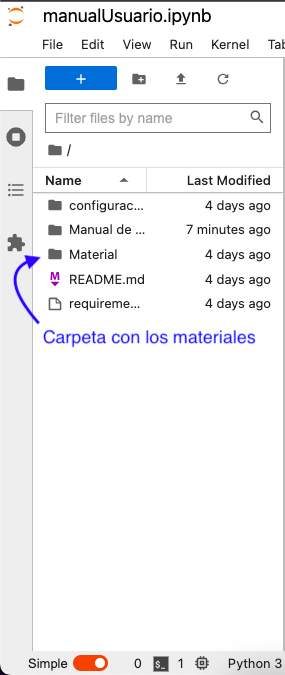 manualUsuario.ipynb
File Edit View Run Kernel Tab
+
Filter files by name
/
Name Last Modified
configurac... 4 days ago
Manual de ... 7 minutes ago
Material 4 days ago
README.md 4 days ago
requireme... 4 days ago
Carpeta con los materiales
Simple 0 $_ 1 Python 3